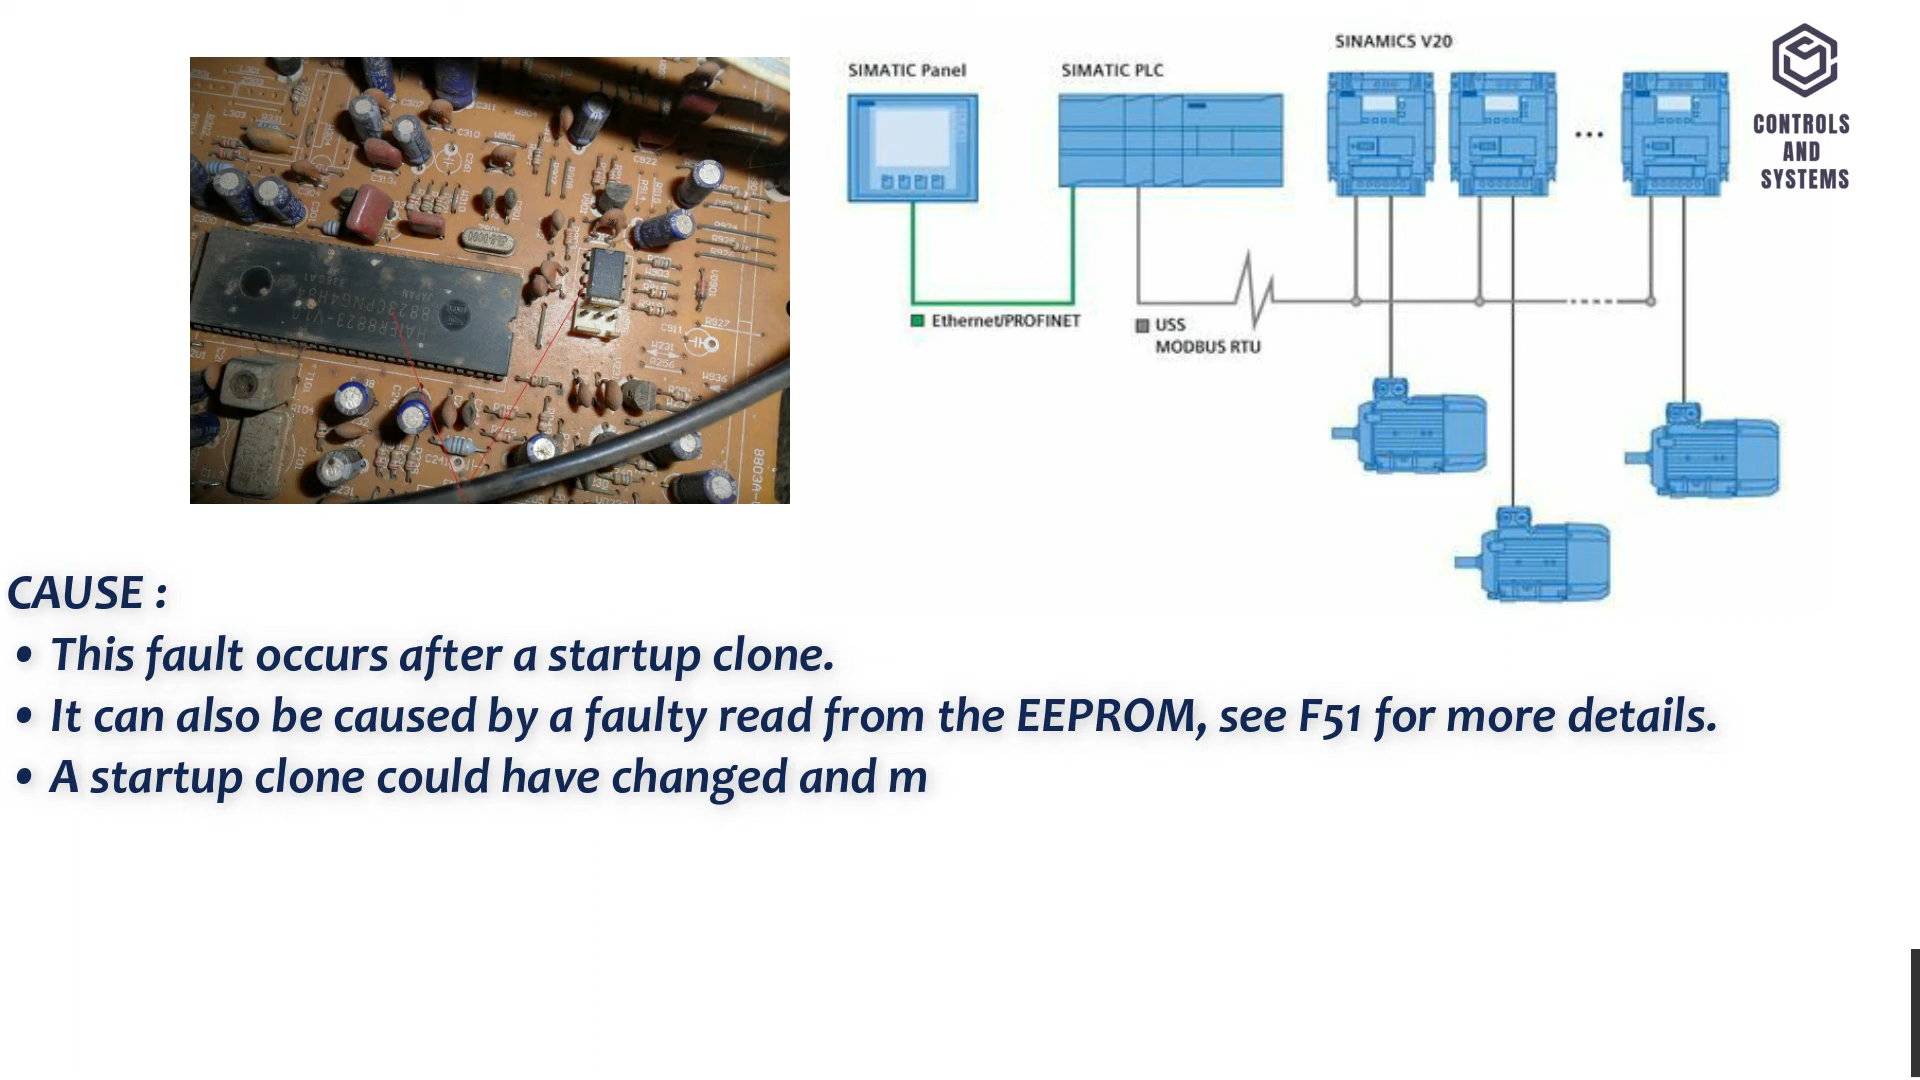 SINAMICS V20
SIMATIC Panel
SIMATIC PLC
CONTROLS
AND
SYSTEMS
Ethernet/PROFINET
USS
MODBUS RTU
CAUSE :
• This fault occurs after a startup clone.
• It can also be caused by a faulty read from the EEPROM, see F51 for more details.
• A startup clone could have changed and m